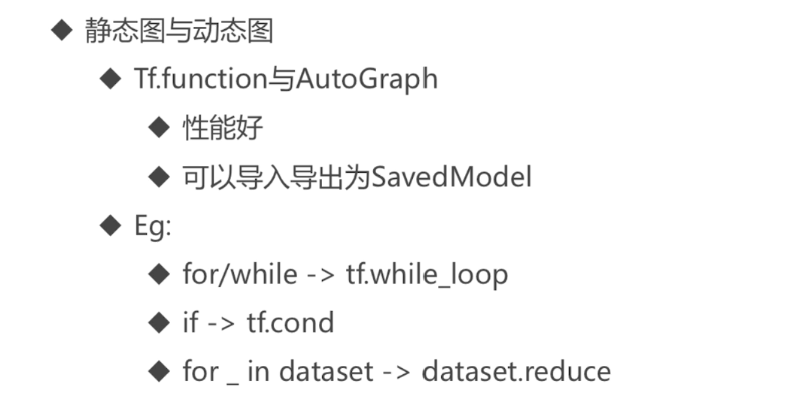 ◆ 静态图与动态图
◆ Tf.function与AutoGraph
◆ 性能好
◆ 可以导入导出为SavedModel
◆ Eg:
◆ for/while -> tf.while_loop
◆ if -> tf.cond
◆ for _ in dataset -> dataset.reduce